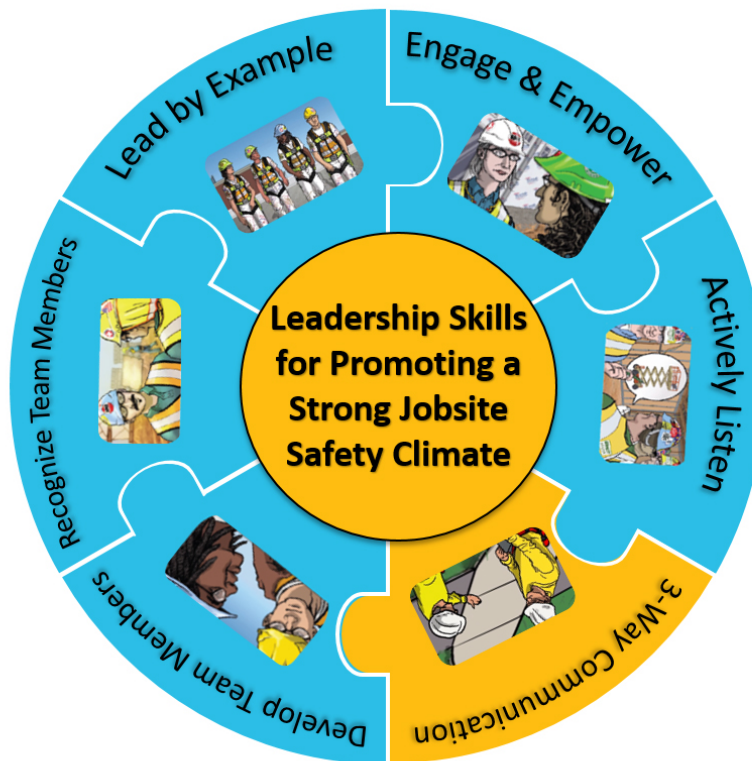 Lead by Example
Engage & Empower
Actively Listen
3-Way Communication
Develop Team Members
Recognize Team Members
Leadership Skills
for Promoting a
Strong Jobsite
Safety Climate